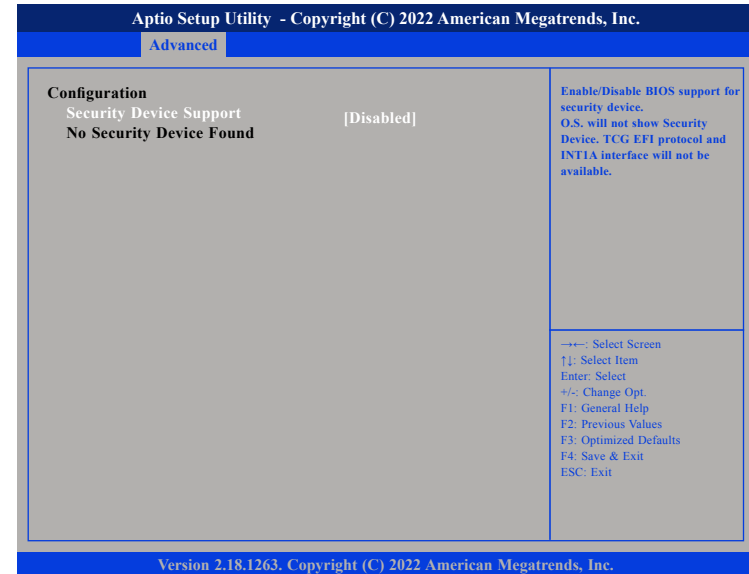 Aptio Setup Utility - Copyright (C) 2022 American Megatrends, Inc.
Advanced
Configuration
Security Device Support [Disabled]
No Security Device Found
Enable/Disable BIOS support for
security device.
O.S. will not show Security
Device. TCG EFI protocol and
INT1A interface will not be
available.
→←: Select Screen
↑↓: Select Item
Enter: Select
+/-: Change Opt.
F1: General Help
F2: Previous Values
F3: Optimized Defaults
F4: Save & Exit
ESC: Exit
Version 2.18.1263. Copyright (C) 2022 American Megatrends, Inc.